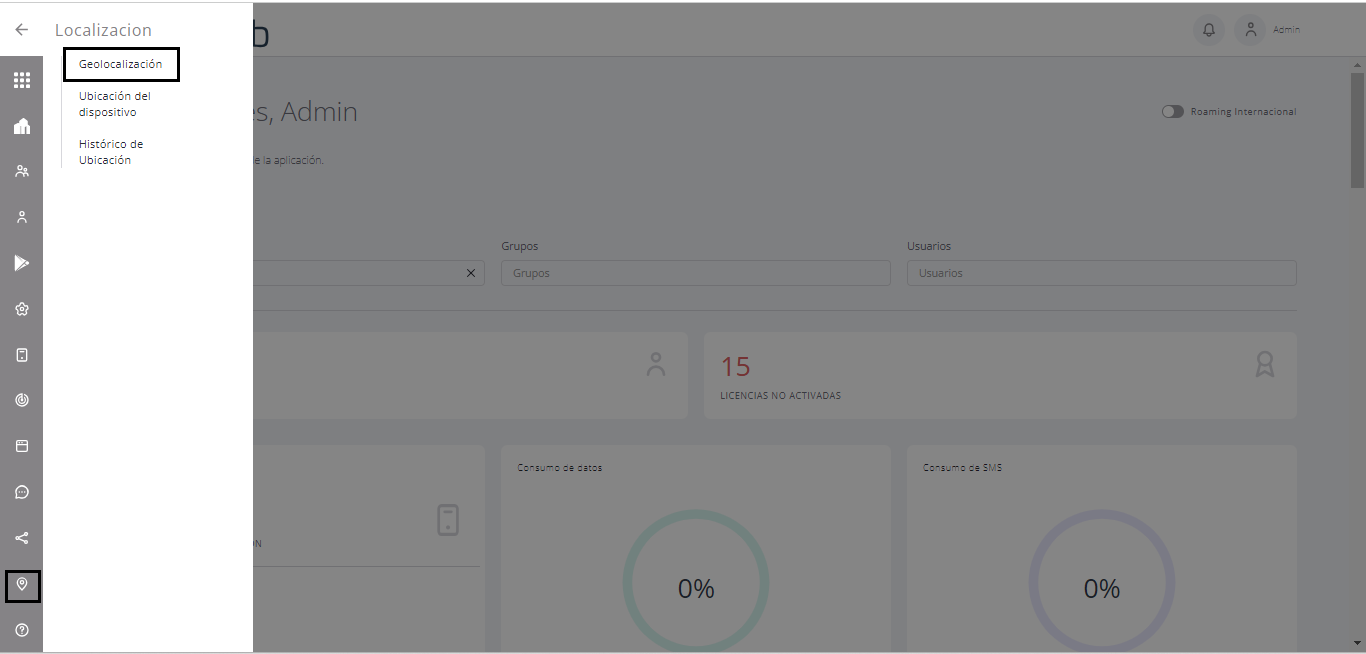 Localizacion
Geolocalización
Ubicación del
dispositivo
Histórico de
Ubicación
b
Admin
s, Admin
Roaming Internacional
e la aplicación.
Grupos
Usuarios
Grupos
Usuarios
15
LICENCIAS NO ACTIVADAS
Consumo de datos
Consumo de SMS
ON
0%
0%